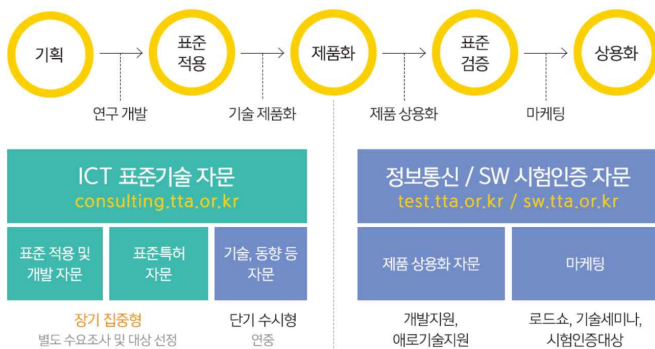 기획
표준
적용
제품화
표준
검증
상용화
연구 개발
기술 제품화
제품 상용화
마케팅
ICT 표준기술 자문
consulting.tta.or.kr
표준 적용 및
개발 자문
표준특허
자문
기술, 동향 등
자문
장기 집중형
별도 수요조사 및 대상 선정
단기 수시형
연중
정보통신 / SW 시험인증 자문
test.tta.or.kr / sw.tta.or.kr
제품 상용화 자문
마케팅
개발지원,
애로기술지원
로드쇼, 기술세미나,
시험인증대상